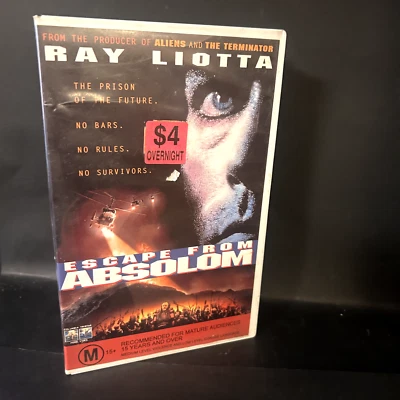 FROM THE PRODUCER OF ALIENS AND THE TERMINATOR
RAY LIOTTA
THE PRISON
OF THE FUTURE.
NO BARS.
NO RULES.
NO SURVIVORS.
$4
OVERNIGHT
ESCAPE FROM
ABSOLOM
M 15+
RECOMMENDED FOR MATURE AUDIENCES
15 YEARS AND OVER